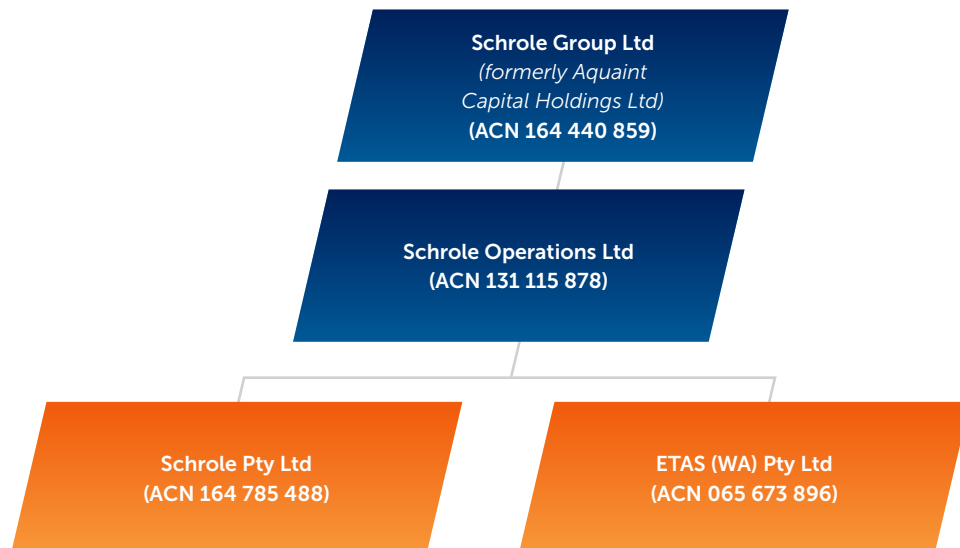 Schrole Group Ltd
(formerly Aquaint
Capital Holdings Ltd)
(ACN 164 440 859)
Schrole Operations Ltd
(ACN 131 115 878)
Schrole Pty Ltd
(ACN 164 785 488)
ETAS (WA) Pty Ltd
(ACN 065 673 896)